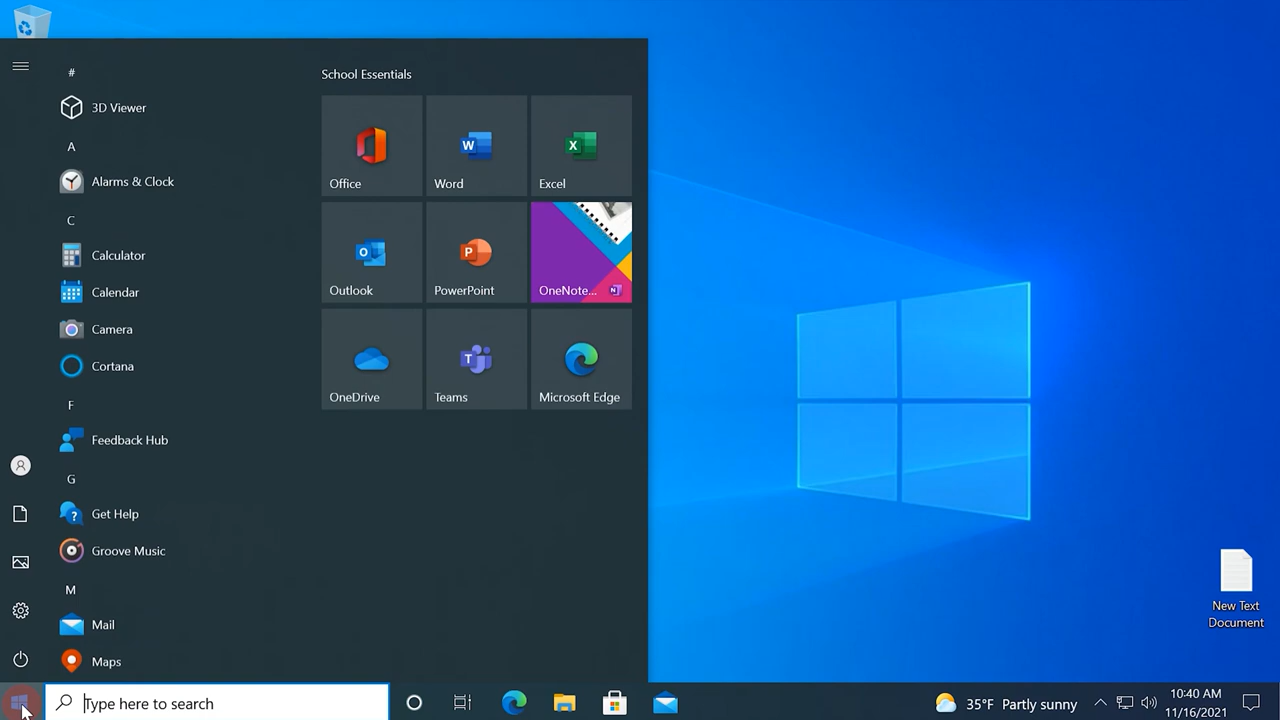 #
3D Viewer
A
Alarms & Clock
C
Calculator
Calendar
Camera
Cortana
F
Feedback Hub
G
Get Help
Groove Music
M
Mail
Maps
School Essentials
Office
W
Word
X
Excel
O
Outlook
P
PowerPoint
OneNote...
N
OneDrive
T
Teams
Microsoft Edge
New Text
Document
Type here to search
35°F Partly sunny
10:40 AM
11/16/2021